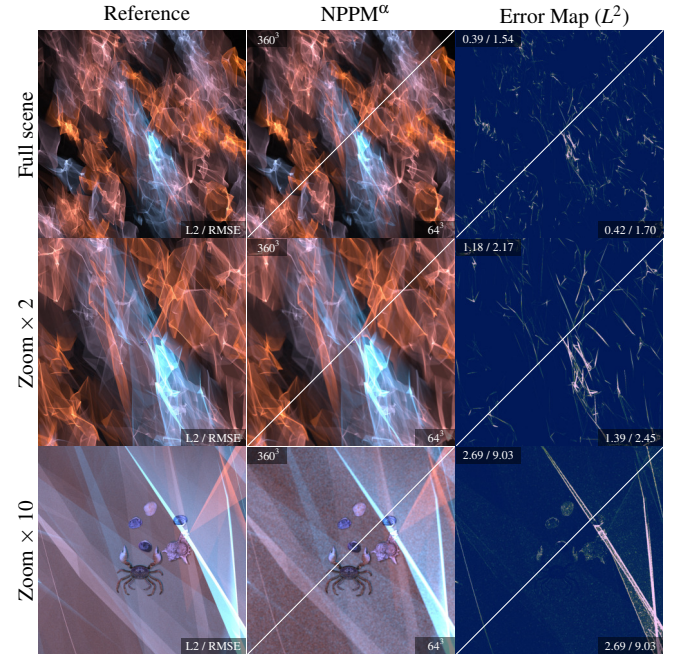 Reference
NPPM^α
Error Map (L²)
Full scene
L2 / RMSE
360³
64³
0.39 / 1.54
0.42 / 1.70
Zoom × 2
L2 / RMSE
360³
64³
1.18 / 2.17
1.39 / 2.45
Zoom × 10
L2 / RMSE
360³
64³
2.69 / 9.03
2.69 / 9.03